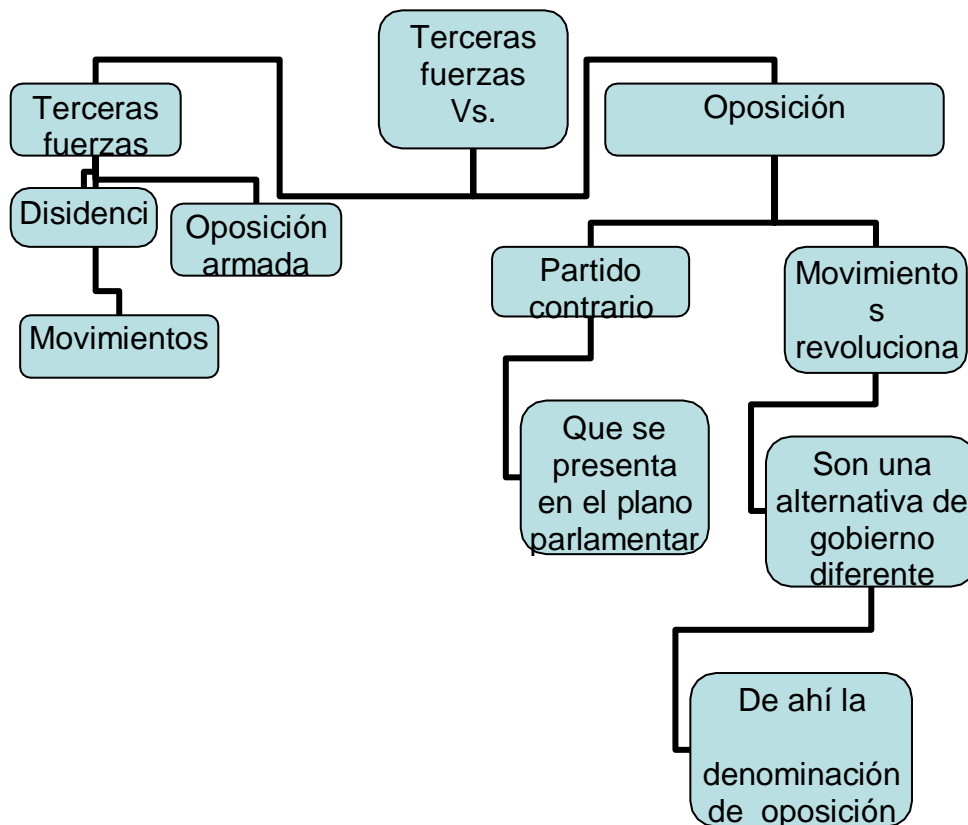 Terceras
fuerzas
Vs.
Terceras
fuerzas
Oposición
Disidenci
Oposición
armada
Movimientos
Partido
contrario
Movimiento
s
revoluciona
Que se
presenta
en el plano
parlamentar
Son una
alternativa de
gobierno
diferente
De ahí la
denominación
de oposición